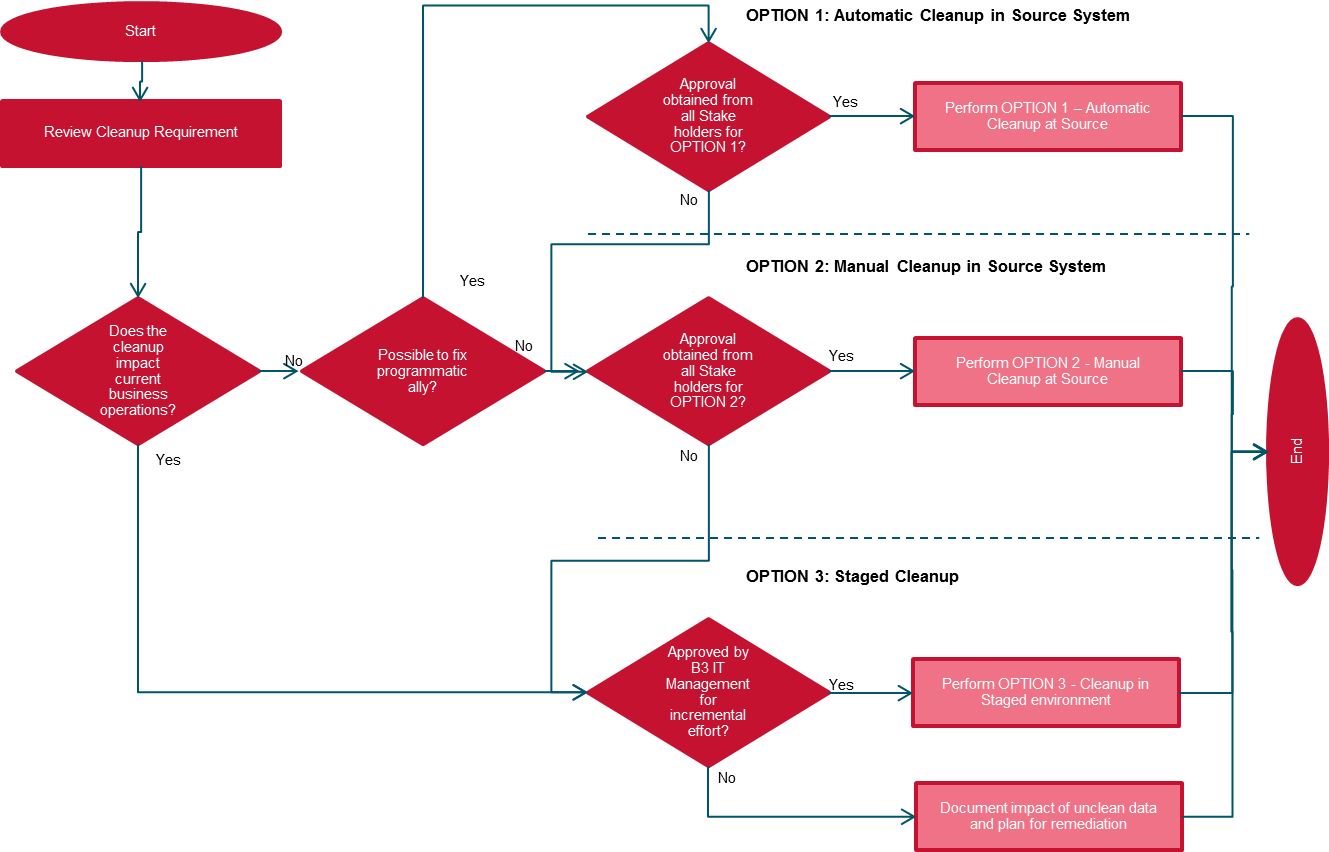 Start
Review Cleanup Requirement
Does the
cleanup
impact
current
business
operations?
No
Yes
Possible to fix
programmatic
ally?
Yes
No
OPTION 1: Automatic Cleanup in Source System
Approval
obtained from
all Stake
holders for
OPTION 1?
Yes
No
Perform OPTION 1 – Automatic
Cleanup at Source
OPTION 2: Manual Cleanup in Source System
Approval
obtained from
all Stake
holders for
OPTION 2?
Yes
No
Perform OPTION 2 - Manual
Cleanup at Source
OPTION 3: Staged Cleanup
Approved by
B3 IT
Management
for
incremental
effort?
Yes
No
Perform OPTION 3 - Cleanup in
Staged environment
Document impact of unclean data
and plan for remediation
End